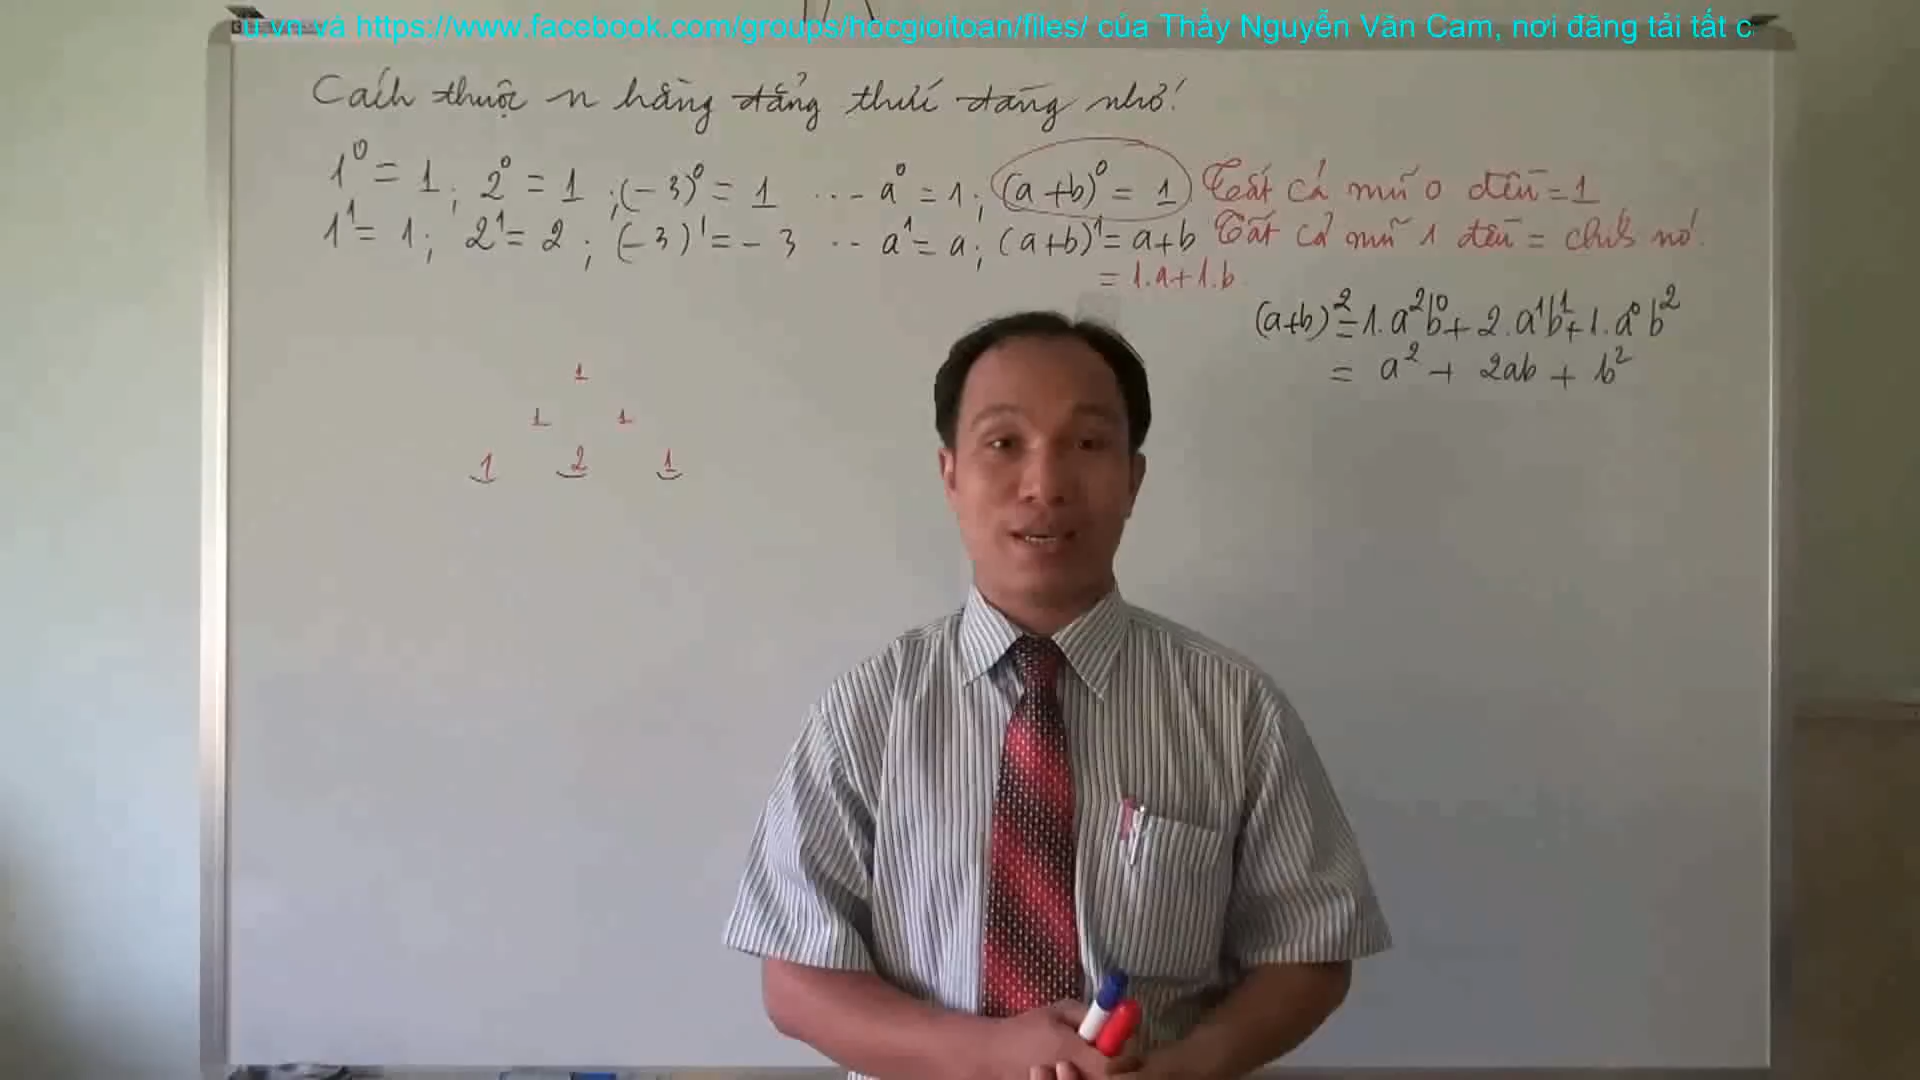 u.vn và https://www.facebook.com/groups/hocgioitoan/files/ của Thầy Nguyễn Văn Cam, nơi đăng tải tất c
Cách thuộc n hằng đẳng thức đáng nhớ!
1⁰ = 1; 2⁰ = 1; (-3)⁰ = 1 ... a⁰ = 1; (a+b)⁰ = 1 Tất cả mũ 0 đều = 1
1¹ = 1; 2¹ = 2; (-3)¹ = -3 ... a¹ = a; (a+b)¹ = a+b Tất cả mũ 1 đều = chính nó.
= 1.a+1.b
(a+b)² = 1.a²b⁰ + 2.a¹b¹ + 1.a⁰b²
= a² + 2ab + b²
1
1 1
1 2 1